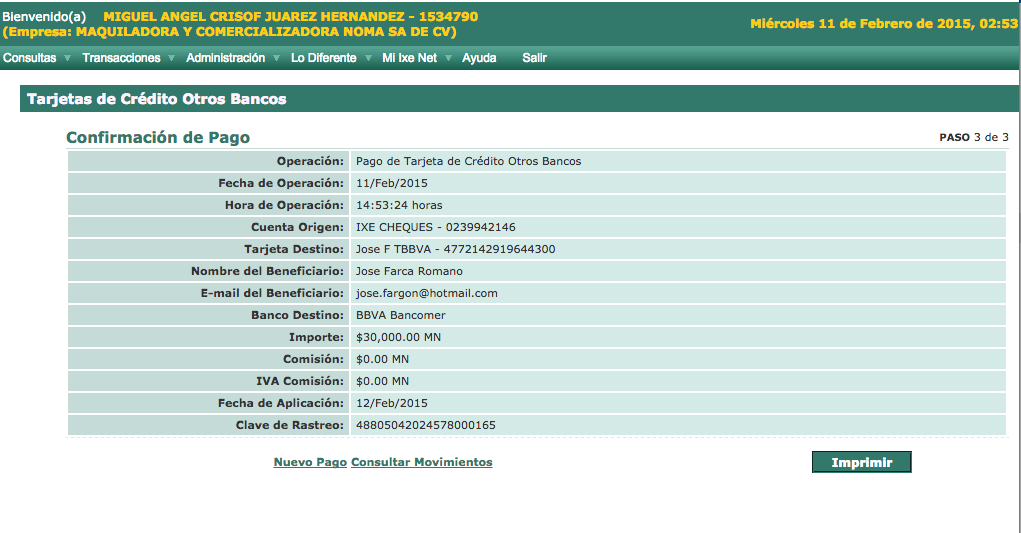 Bienvenido(a) MIGUEL ANGEL CRISOF JUAREZ HERNANDEZ - 1534790
(Empresa: MAQUILADORA Y COMERCIALIZADORA NOMA SA DE CV)
Miércoles 11 de Febrero de 2015, 02:53
Consultas Transacciones Administración Lo Diferente Mi Ixe Net Ayuda Salir
Tarjetas de Crédito Otros Bancos
Confirmación de Pago PASO 3 de 3
Operación: Pago de Tarjeta de Crédito Otros Bancos
Fecha de Operación: 11/Feb/2015
Hora de Operación: 14:53:24 horas
Cuenta Origen: IXE CHEQUES - 0239942146
Tarjeta Destino: Jose F TBBVA - 4772142919644300
Nombre del Beneficiario: Jose Farca Romano
E-mail del Beneficiario: jose.fargon@hotmail.com
Banco Destino: BBVA Bancomer
Importe: $30,000.00 MN
Comisión: $0.00 MN
IVA Comisión: $0.00 MN
Fecha de Aplicación: 12/Feb/2015
Clave de Rastreo: 48805042024578000165
Nuevo Pago Consultar Movimientos Imprimir